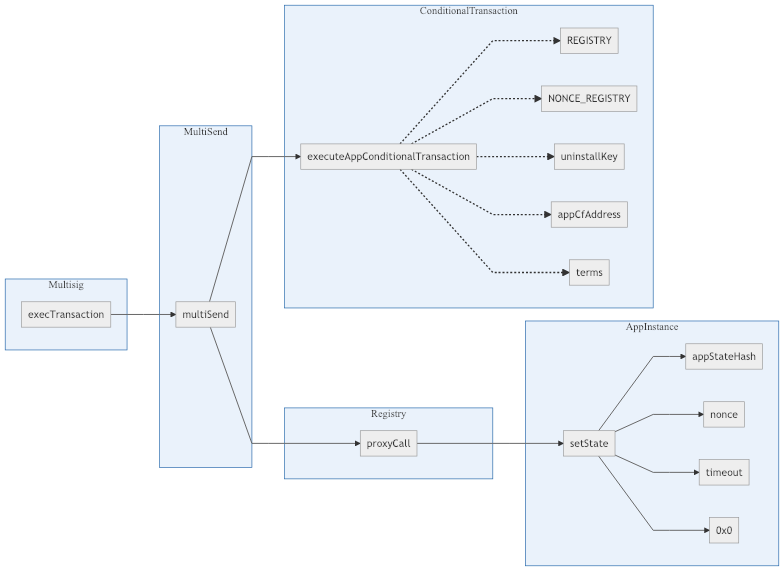 ConditionalTransaction
REGISTRY
NONCE_REGISTRY
executeAppConditionalTransaction
uninstallKey
appCfAddress
terms
MultiSend
multiSend
Multisig
execTransaction
Registry
proxyCall
AppInstance
appStateHash
nonce
setState
timeout
0x0